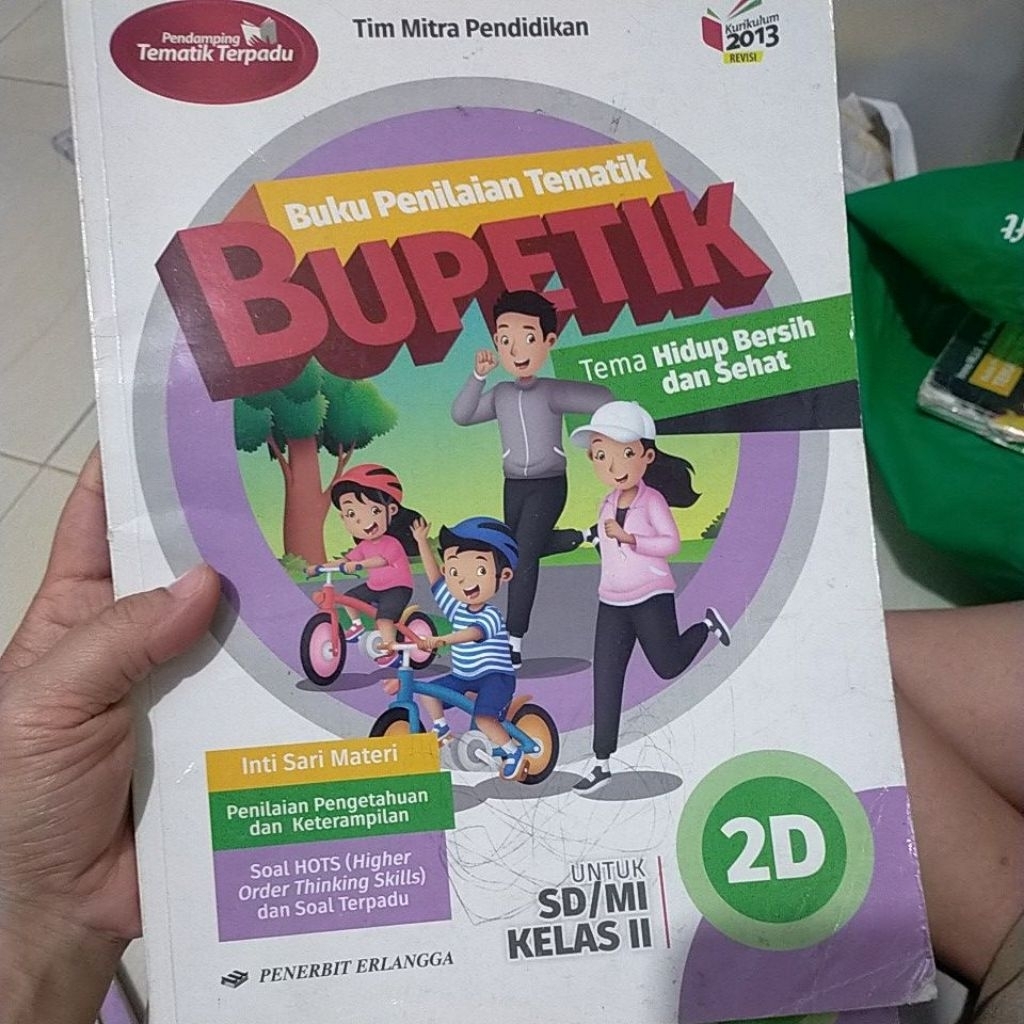 Pendamping
Tematik Terpadu
Tim Mitra Pendidikan
Kurikulum
2013
REVISI
Buku Penilaian Tematik
BUPETIK
Tema Hidup Bersih
dan Sehat
Inti Sari Materi
Penilaian Pengetahuan
dan Keterampilan
Soal HOTS (Higher
Order Thinking Skills)
dan Soal Terpadu
UNTUK
SD/MI
KELAS II
2D
PENERBIT ERLANGGA